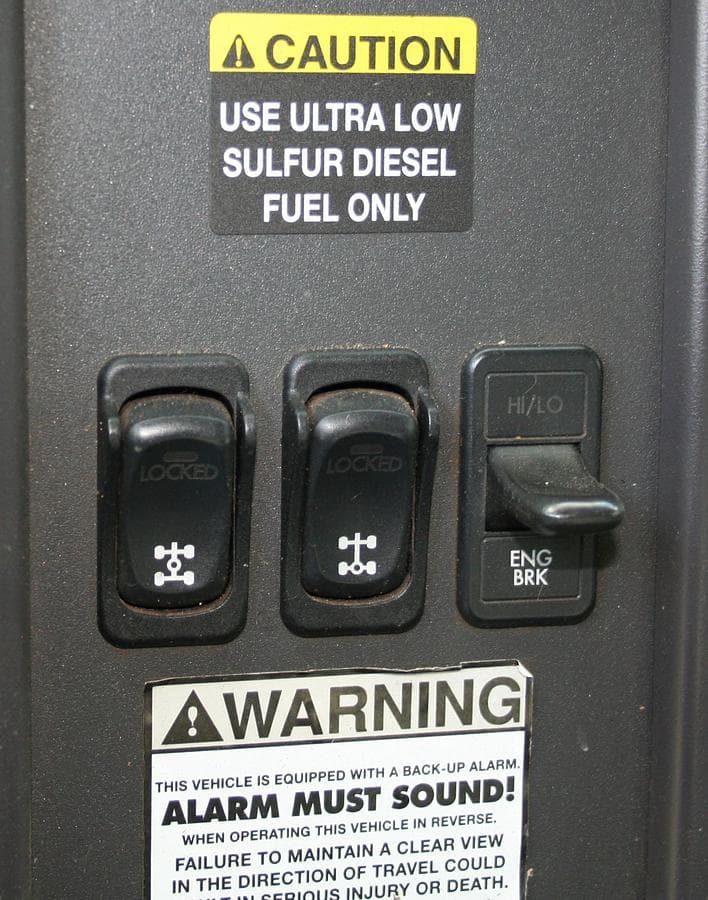 CAUTION
USE ULTRA LOW
SULFUR DIESEL
FUEL ONLY
LOCKED
LOCKED
HI/LO
ENG
BRK
WARNING
THIS VEHICLE IS EQUIPPED WITH A BACK-UP ALARM.
ALARM MUST SOUND!
WHEN OPERATING THIS VEHICLE IN REVERSE.
FAILURE TO MAINTAIN A CLEAR VIEW
IN THE DIRECTION OF TRAVEL COULD
IN SERIOUS INJURY OR DEATH.